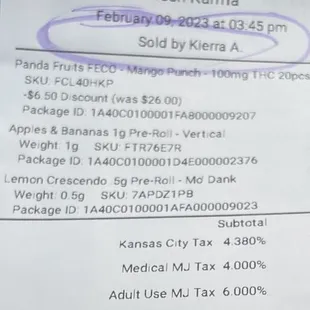 February 09, 2023 at 03:45 pm
Sold by Kierra A.
Panda Fruits FECO - Mango Punch - 100mg THC 20pcs
SKU: FCL40HKP
-$6.50 Discount (was $26.00)
Package ID: 1A40C0100001FA8000009207
Apples & Bananas 1g Pre-Roll - Vertical
Weight: 1g SKU: FTR76E7R
Package ID: 1A40C0100001D4E000002376
Lemon Crescendo .5g Pre-Roll - Mo' Dank
Weight: 0.5g SKU: 7APDZ1PB
Package ID: 1A40C0100001AFA000009023
Subtotal
Kansas City Tax 4.380%
Medical MJ Tax 4.000%
Adult Use MJ Tax 6.000%